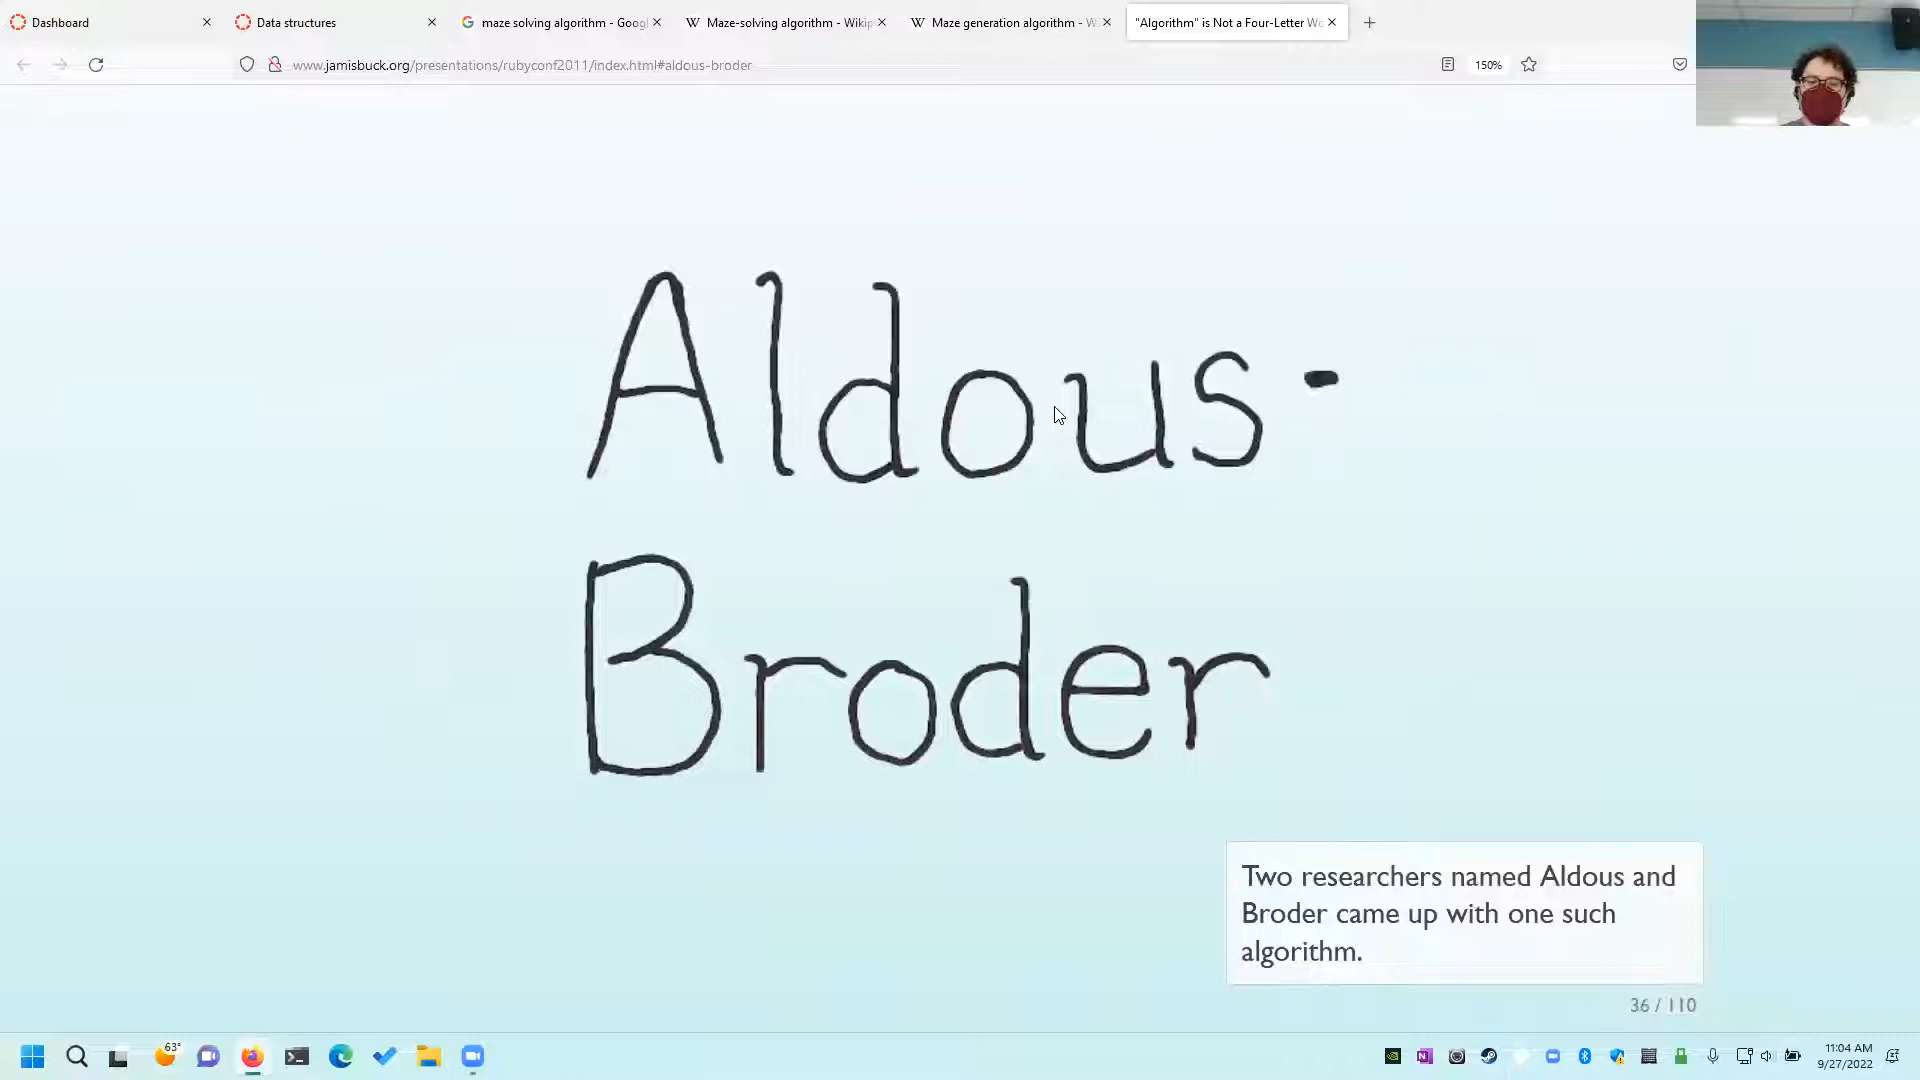 Dashboard
Data structures
maze solving algorithm - Goog
Maze-solving algorithm - Wikip
Maze generation algorithm - W
"Algorithm" is Not a Four-Letter Wo
www.jamisbuck.org/presentations/rubyconf2011/index.html#aldous-broder
150%
Aldous-
Broder
Two researchers named Aldous and
Broder came up with one such
algorithm.
36 / 110
63°
11:04 AM
9/27/2022